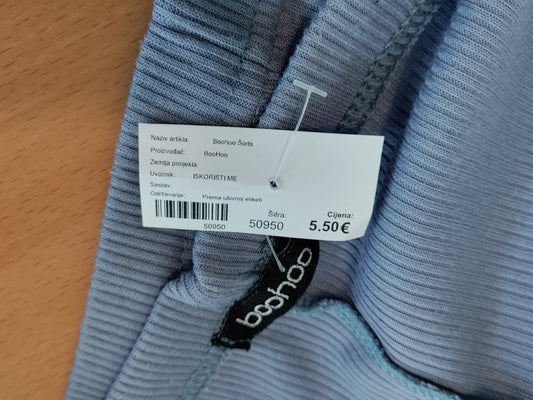 Naziv artikla: Boohoo Šorts
Proizvođač: BooHoo
Zemlja porijekla:
Uvoznik: ISKORISTI.ME
Sastav:
Održavanje: Prema ušivnoj etiketi
Šifra: Cijena:
50950 50950 5.50€
boohoo